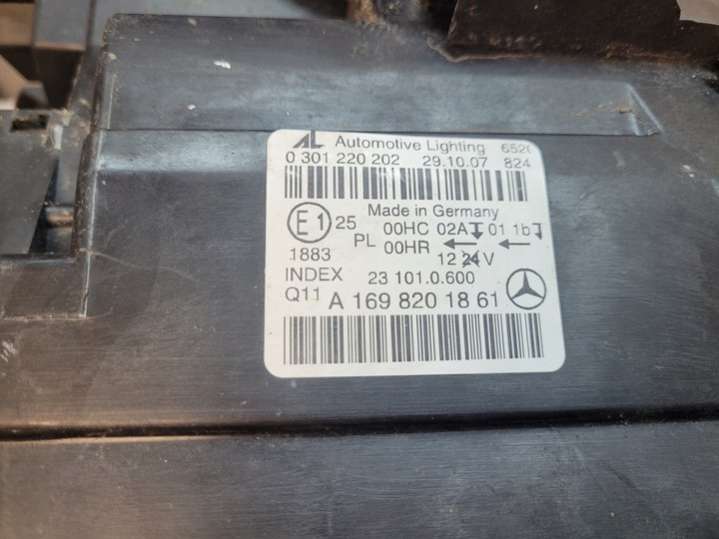 AL Automotive Lighting 652
0 301 220 202 29.10.07 824
Made in Germany
E1 25 00HC 02A 01 1b
PL 00HR
1883 12 24 V
INDEX 23 101.0.600
Q11 A 169 820 18 61